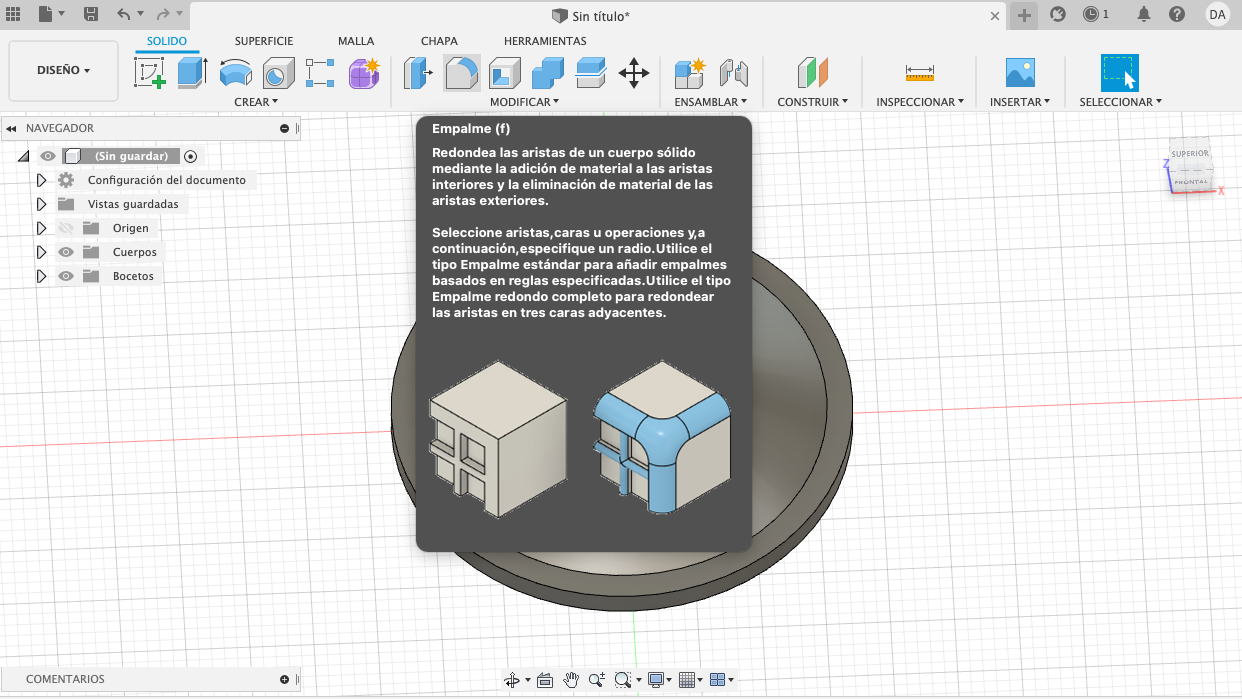 Sin título*
1
DA
DISEÑO
SOLIDO
SUPERFICIE
MALLA
CHAPA
HERRAMIENTAS
CREAR
MODIFICAR
ENSAMBLAR
CONSTRUIR
INSPECCIONAR
INSERTAR
SELECCIONAR
NAVEGADOR
(Sin guardar)
Configuración del documento
Vistas guardadas
Origen
Cuerpos
Bocetos
Empalme (f)
Redondea las aristas de un cuerpo sólido
mediante la adición de material a las aristas
interiores y la eliminación de material de las
aristas exteriores.
Seleccione aristas,caras u operaciones y,a
continuación,especifique un radio.Utilice el
tipo Empalme estándar para añadir empalmes
basados en reglas especificadas.Utilice el tipo
Empalme redondo completo para redondear
las aristas en tres caras adyacentes.
SUPERIOR
FRONTAL
Z
X
COMENTARIOS